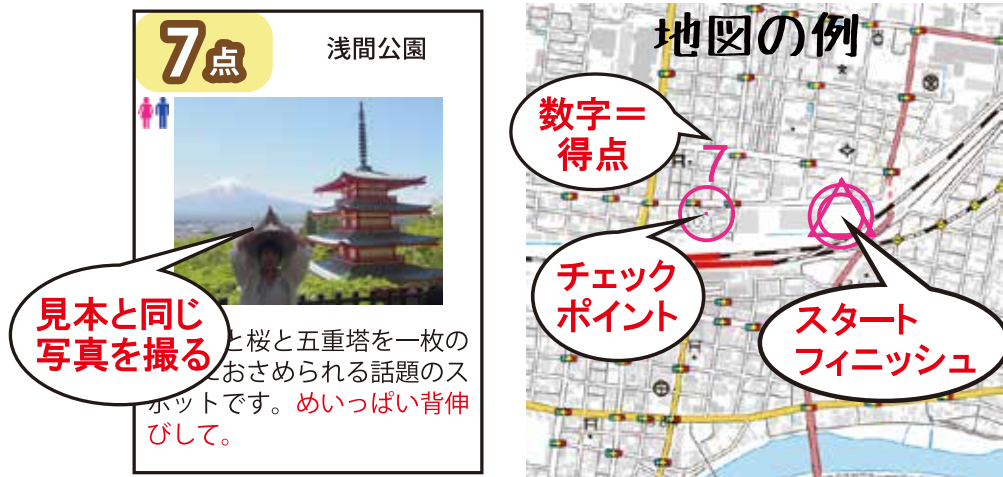 7点
浅間公園
見本と同じ
写真を撮る
と桜と五重塔を一枚の
におさめられる話題のス
ポットです。めいっぱい背伸
びして。
地図の例
数字＝
得点
7
チェック
ポイント
スタート
フィニッシュ